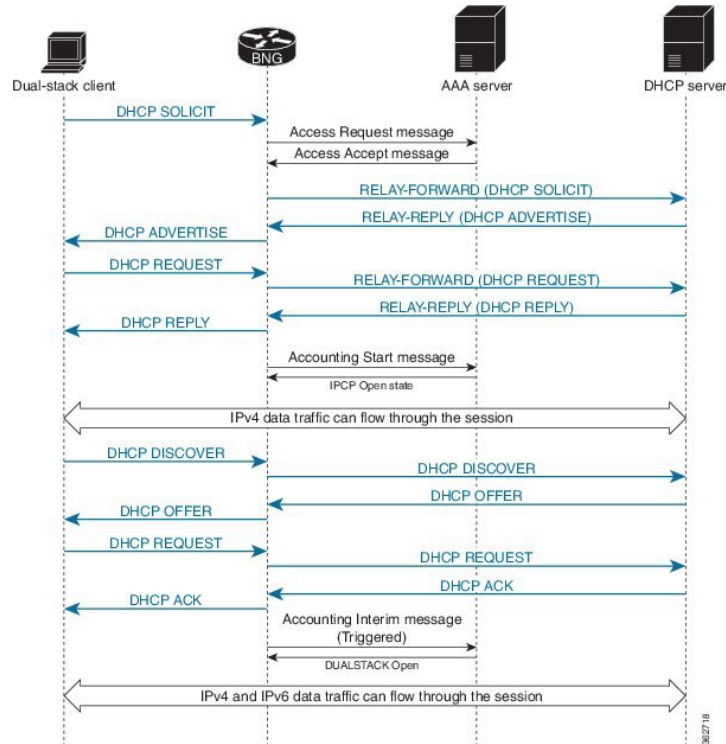 BNG
Dual-stack client
AAA server
DHCP server
DHCP SOLICIT
Access Request message
Access Accept message
RELAY-FORWARD (DHCP SOLICIT)
RELAY-REPLY (DHCP ADVERTISE)
DHCP ADVERTISE
DHCP REQUEST
RELAY-FORWARD (DHCP REQUEST)
RELAY-REPLY (DHCP REPLY)
DHCP REPLY
Accounting Start message
IPCP Open state
IPv4 data traffic can flow through the session
DHCP DISCOVER
DHCP DISCOVER
DHCP OFFER
DHCP OFFER
DHCP REQUEST
DHCP REQUEST
DHCP ACK
DHCP ACK
Accounting Interim message
(Triggered)
DUALSTACK Open
IPv4 and IPv6 data traffic can flow through the session
362718